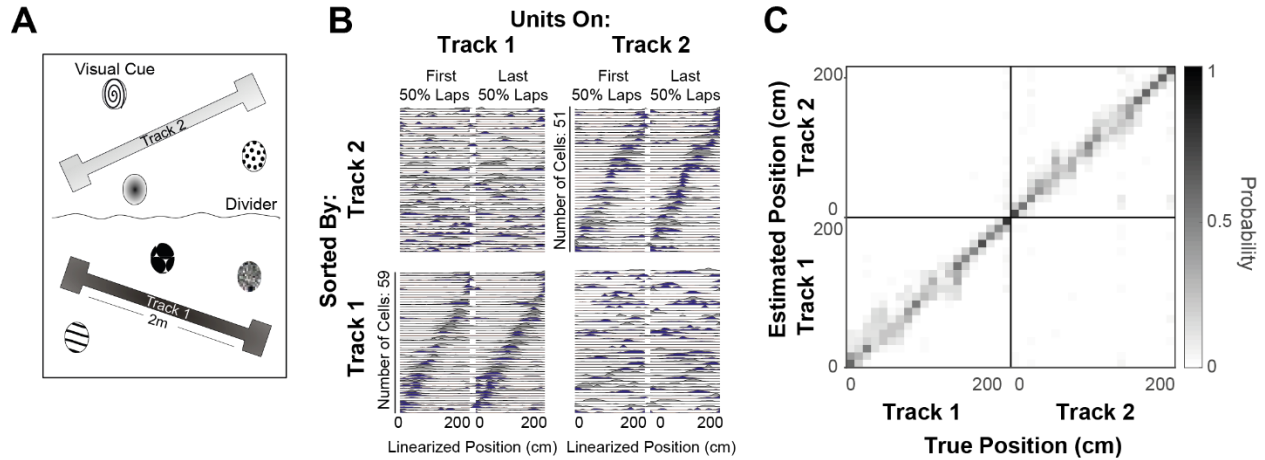 A
Visual Cue
Track 2
Divider
Track 1
2m
B
Units On:
Track 1
Track 2
First
50% Laps
Last
50% Laps
First
50% Laps
Last
50% Laps
Sorted By:
Track 2
Number of Cells: 51
Track 1
Number of Cells: 59
0 200 0 200
0 200 0 200
Linearized Position (cm)
Linearized Position (cm)
C
Estimated Position (cm)
Track 2
200
0
Track 1
200
0
0 200 0 200
Track 1
Track 2
True Position (cm)
1
0.5
0
Probability